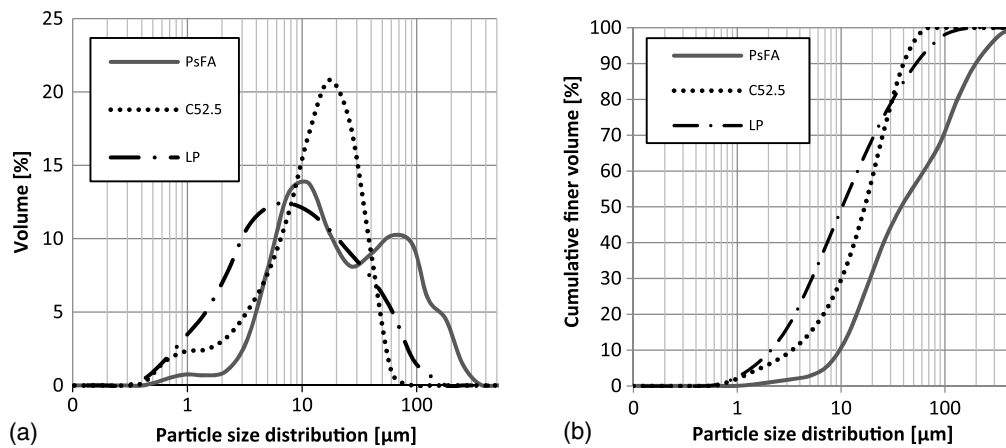 25
20
15
10
5
0
Volume [%]
PsFA
C52.5
LP
0 1 10 100
Particle size distribution [µm]
(a)
100
90
80
70
60
50
40
30
20
10
0
Cumulative finer volume [%]
PsFA
C52.5
LP
0 1 10 100
Particle size distribution [µm]
(b)